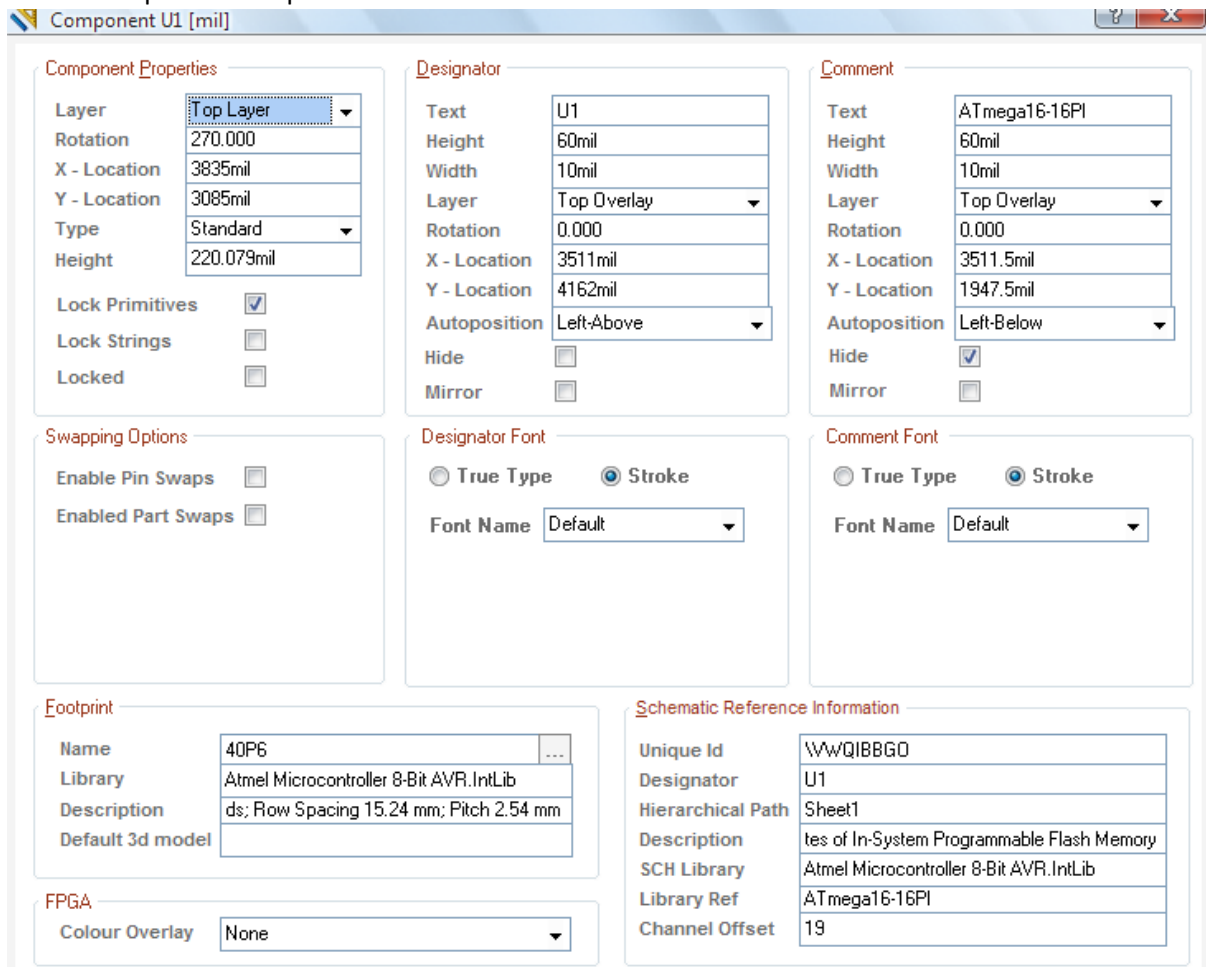 Component U1 [mil]
?
X
Component Properties
Layer Top Layer
Rotation 270.000
X - Location 3835mil
Y - Location 3085mil
Type Standard
Height 220.079mil
Lock Primitives
Lock Strings
Locked
Designator
Text U1
Height 60mil
Width 10mil
Layer Top Overlay
Rotation 0.000
X - Location 3511mil
Y - Location 4162mil
Autoposition Left-Above
Hide
Mirror
Comment
Text ATmega16-16PI
Height 60mil
Width 10mil
Layer Top Overlay
Rotation 0.000
X - Location 3511.5mil
Y - Location 1947.5mil
Autoposition Left-Below
Hide
Mirror
Swapping Options
Enable Pin Swaps
Enabled Part Swaps
Designator Font
True Type Stroke
Font Name Default
Comment Font
True Type Stroke
Font Name Default
Footprint
Name 40P6 ...
Library Atmel Microcontroller 8-Bit AVR.IntLib
Description ds; Row Spacing 15.24 mm; Pitch 2.54 mm
Default 3d model
FPGA
Colour Overlay None
Schematic Reference Information
Unique Id
Designator U1
Hierarchical Path Sheet1
Description tes of In-System Programmable Flash Memory
SCH Library Atmel Microcontroller 8-Bit AVR.IntLib
Library Ref ATmega16-16PI
Channel Offset 19